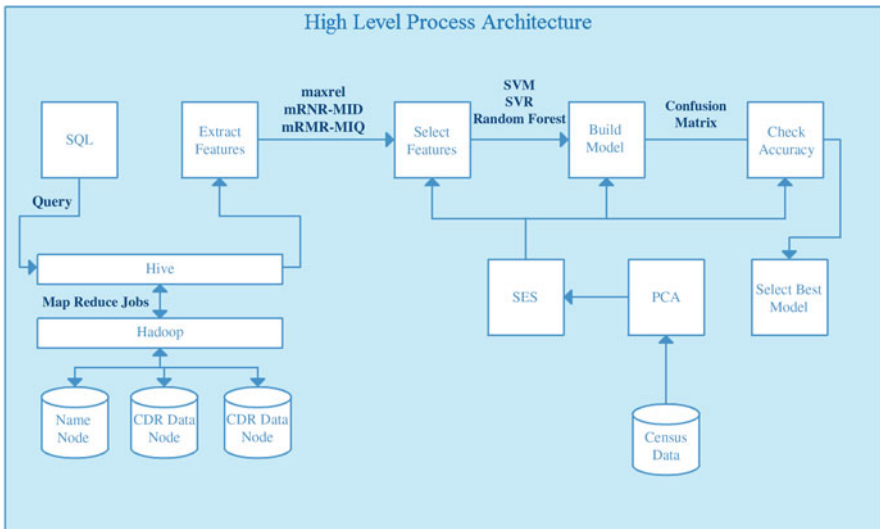 High Level Process Architecture
SQL
Extract
Features
maxrel
mRNR-MID
mRMR-MIQ
Select
Features
SVM
SVR
Random Forest
Build
Model
Confusion
Matrix
Check
Accuracy
Query
Hive
Map Reduce Jobs
Hadoop
Name
Node
CDR Data
Node
CDR Data
Node
SES
PCA
Select Best
Model
Census
Data